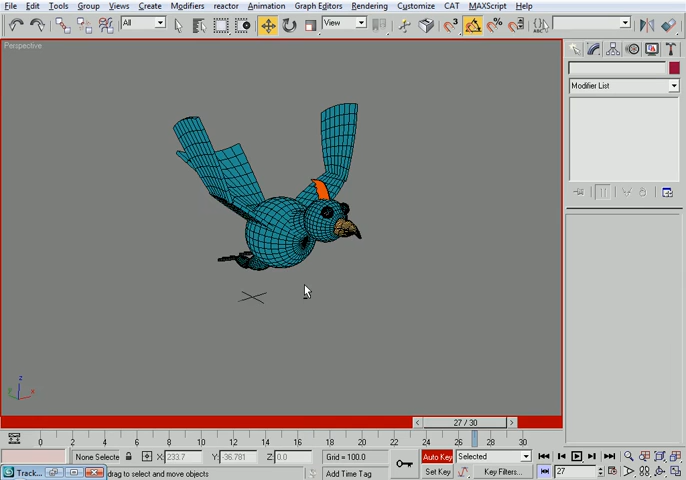 File Edit Tools Group Views Create Modifiers reactor Animation Graph Editors Rendering Customize CAT MAXScript Help
All View 3
Perspective
Modifier List
z
y x
27 / 30
0 2 4 6 8 10 12 14 16 18 20 22 24 26 28 30
None Selecte X: 233.7 Y: -36.781 Z: 0.0 Grid = 100.0 Auto Key Selected
Track... drag to select and move objects Add Time Tag Set Key Key Filters... 27